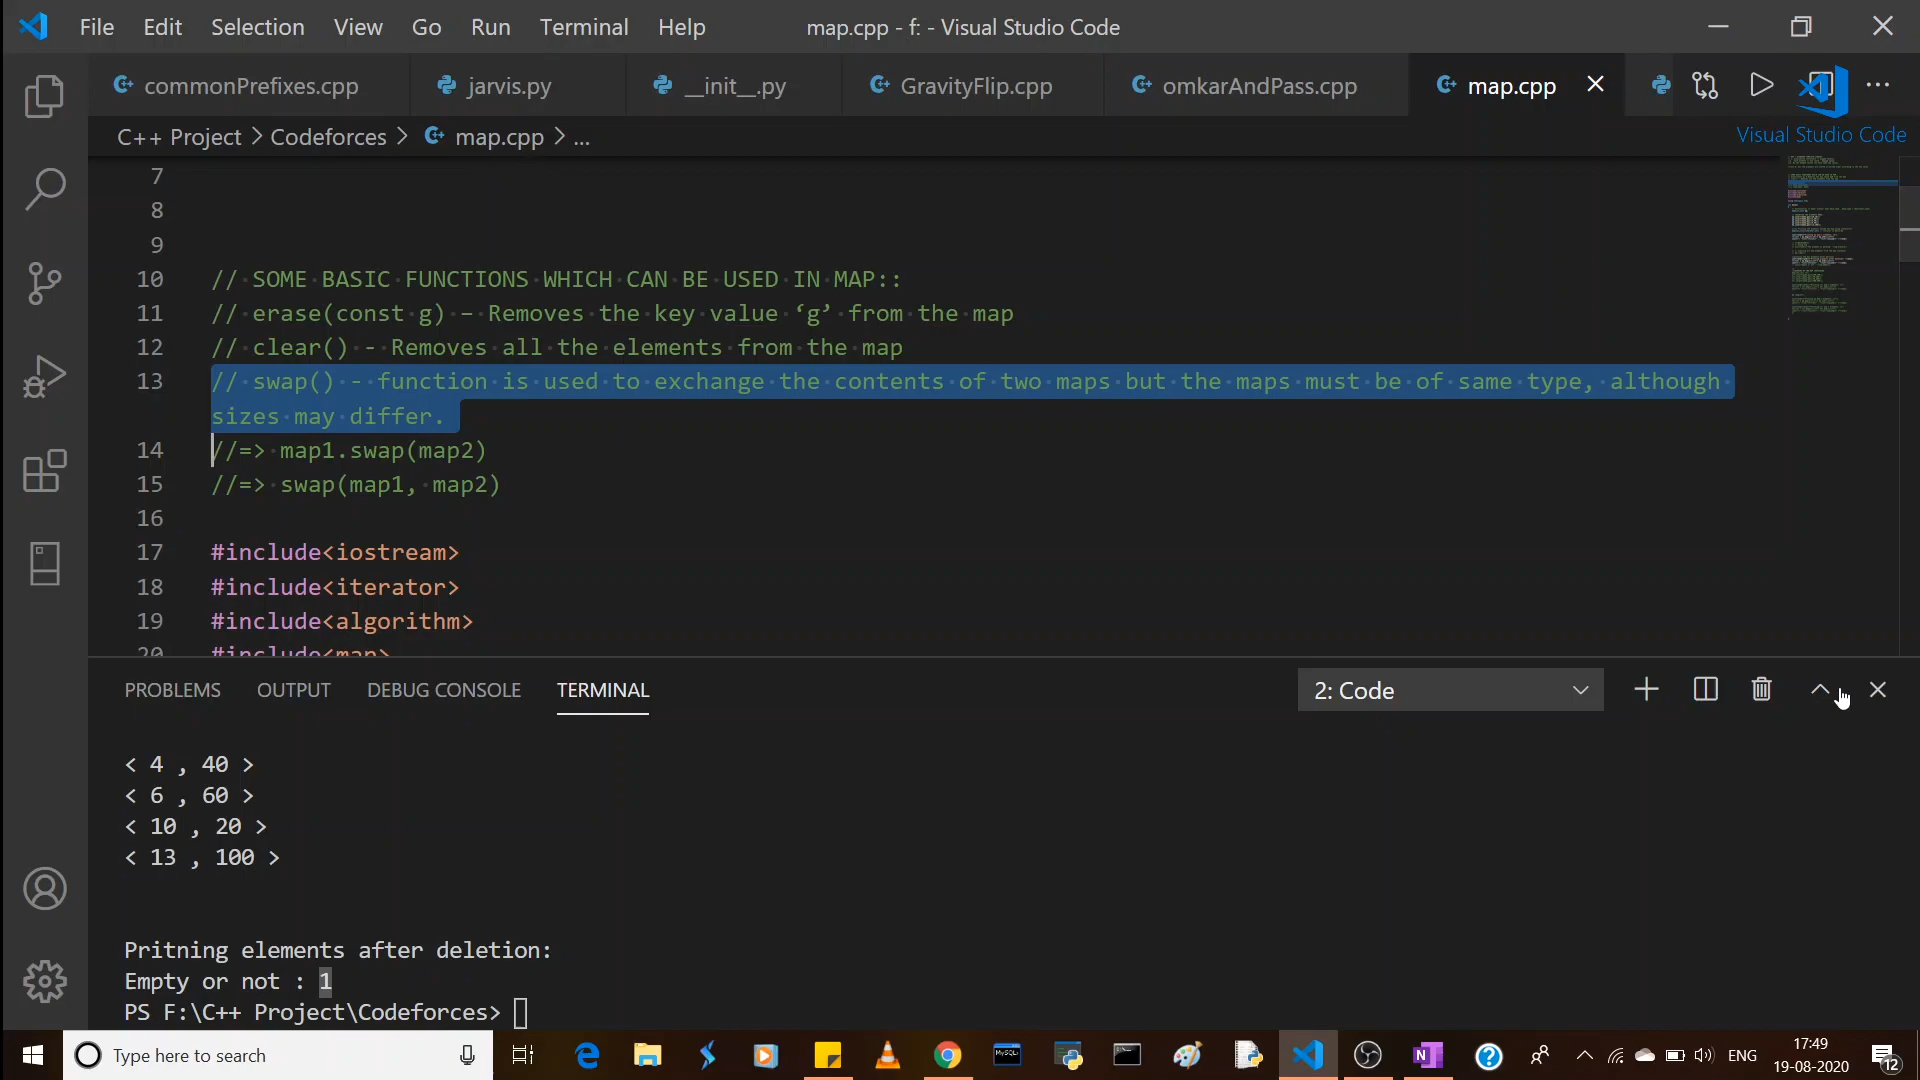 File Edit Selection View Go Run Terminal Help map.cpp - f: - Visual Studio Code
commonPrefixes.cpp jarvis.py __init__.py GravityFlip.cpp omkarAndPass.cpp map.cpp
C++ Project > Codeforces > map.cpp > ...
Visual Studio Code
7
8
9
10 // SOME BASIC FUNCTIONS WHICH CAN BE USED IN MAP::
11 // erase(const g) – Removes the key value ‘g’ from the map
12 // clear() - Removes all the elements from the map
13 // swap() - function is used to exchange the contents of two maps but the maps must be of same type, although
sizes may differ.
14 //=> map1.swap(map2)
15 //=> swap(map1, map2)
16
17 #include<iostream>
18 #include<iterator>
19 #include<algorithm>
20 #include<map>
PROBLEMS OUTPUT DEBUG CONSOLE TERMINAL 2: Code
< 4 , 40 >
< 6 , 60 >
< 10 , 20 >
< 13 , 100 >
Pritning elements after deletion:
Empty or not : 1
PS F:\C++ Project\Codeforces>
Type here to search
MySQL
N
ENG
17:49
19-08-2020
12